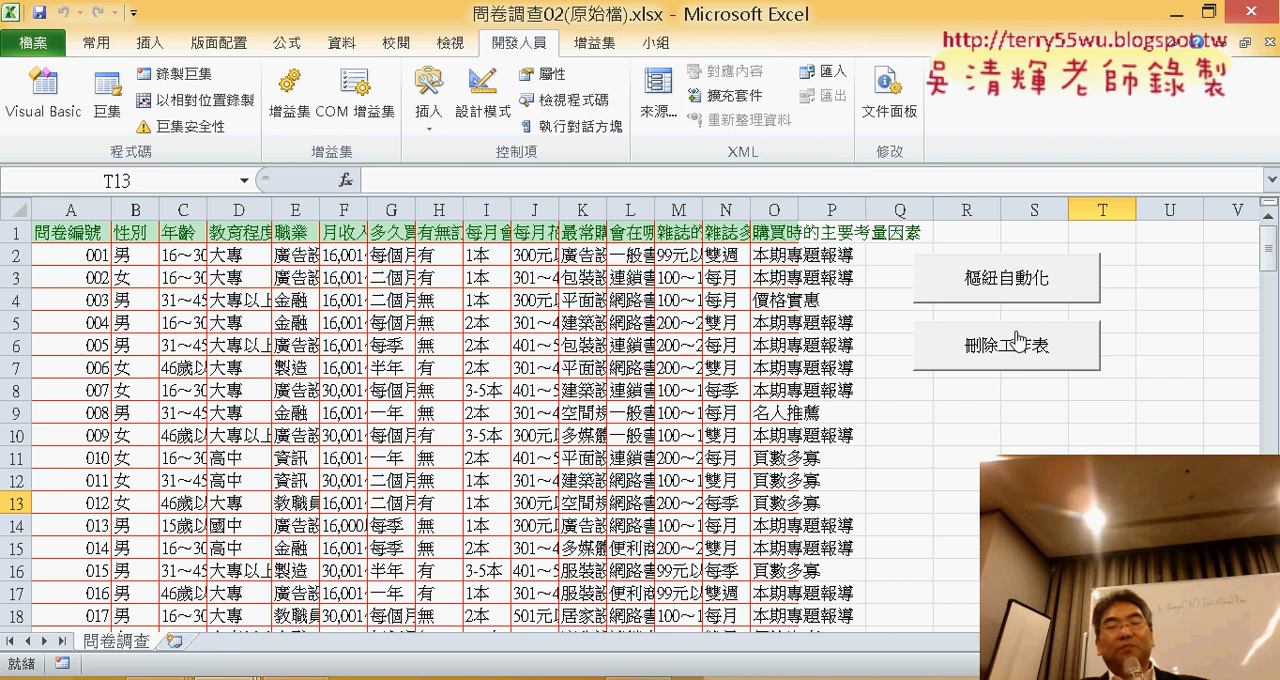 問卷調查02(原始檔).xlsx - Microsoft Excel
檔案 常用 插入 版面配置 公式 資料 校閱 檢視 開發人員 增益集 小組
http://terry55wu.blogspot.tw
吳清輝老師錄製
Visual Basic 巨集 錄製巨集 以相對位置錄製 巨集安全性
增益集 COM 增益集
插入 設計模式 屬性 檢視程式碼 執行對話方塊
來源... 對應內容 擴充套件 重新整理資料 匯入 匯出
文件面板
程式碼 增益集 控制項 XML 修改
T13 fx
A B C D E F G H I J K L M N O P Q R S T U V
1 問卷編號 性別 年齡 教育程度 職業 月收入 多久買 有無訂 每月會 每月花 最常購 會在哪 雜誌的 雜誌多 購買時的主要考量因素
2 001 男 16～30 大專 廣告設 16,001 每個月 有 1本 300元以 廣告設 一般書 99元以 雙週 本期專題報導
3 002 女 16～30 大專 廣告設 16,001 二個月 有 1本 301～4 包裝設 連鎖書 100～1 每月 本期專題報導
4 003 男 31～45 大專以上 金融 16,001 二個月 無 1本 300元以 平面設 網路書 100～1 每月 價格實惠
5 004 男 16～30 大專 金融 16,001 每個月 無 2本 301～4 建築設 網路書 200～2 雙月 本期專題報導
6 005 男 31～45 大專以上 廣告設 16,001 每季 無 2本 401～5 包裝設 連鎖書 200～2 雙月 本期專題報導
7 006 女 46歲以 大專 製造 16,001 半年 有 2本 301～4 平面設 網路書 200～2 雙月 本期專題報導
8 007 女 16～30 大專 廣告設 30,001 每個月 有 3-5本 401～5 建築設 連鎖書 100～1 每季 本期專題報導
9 008 男 31～45 大專 金融 16,001 一年 無 2本 301～4 空間規 一般書 100～1 每月 名人推薦
10 009 女 46歲以 大專以上 廣告設 30,001 每個月 有 3-5本 300元以 多媒體 一般書 100～1 雙月 本期專題報導
11 010 女 16～30 高中 資訊 16,001 一年 無 2本 401～5 平面設 連鎖書 100～1 每月 頁數多寡
12 011 女 31～45 高中 資訊 30,001 二個月 無 1本 301～4 服裝設 網路書 100～1 每月 頁數多寡
13 012 女 46歲以 大專 教職員 16,001 二個月 有 1本 300元以 空間規 網路書 200～2 每季 頁數多寡
14 013 男 15歲以 國中 廣告設 16,000 每季 無 1本 300元以 廣告設 網路書 100～1 每月 本期專題報導
15 014 男 16～30 高中 金融 16,001 每季 無 2本 301～4 多媒體 便利商 200～2 雙月 本期專題報導
16 015 男 31～45 大專以上 製造 30,001 半年 有 3-5本 401～5 服裝設 網路書 99元以 每季 頁數多寡
17 016 男 46歲以 大專 廣告設 16,001 一年 有 1本 301～4 服裝設 便利商 99元以 雙週 本期專題報導
18 017 男 16～30 大專 教職員 30,001 每個月 無 2本 501元以 居家設 網路書 100～1 每月 本期專題報導
樞紐自動化
刪除工作表
問卷調查
就緒